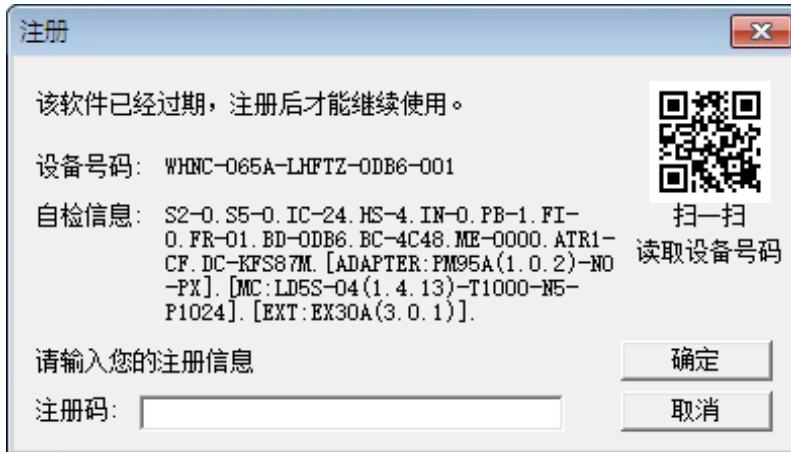 注册
该软件已经过期，注册后才能继续使用。
设备号码: WHNC-065A-LHFTZ-0DB6-001
自检信息: S2-0.S5-0.IC-24.HS-4.IN-0.PB-1.FI-
0.FR-01.BD-0DB6.BC-4C48.ME-0000.ATR1-
CF.DC-KFS87M.[ADAPTER:PM95A(1.0.2)-NO
-PX].[MC:LD5S-04(1.4.13)-T1000-N5-
P1024].[EXT:EX30A(3.0.1)].
扫一扫
读取设备号码
请输入您的注册信息
注册码:
确定
取消